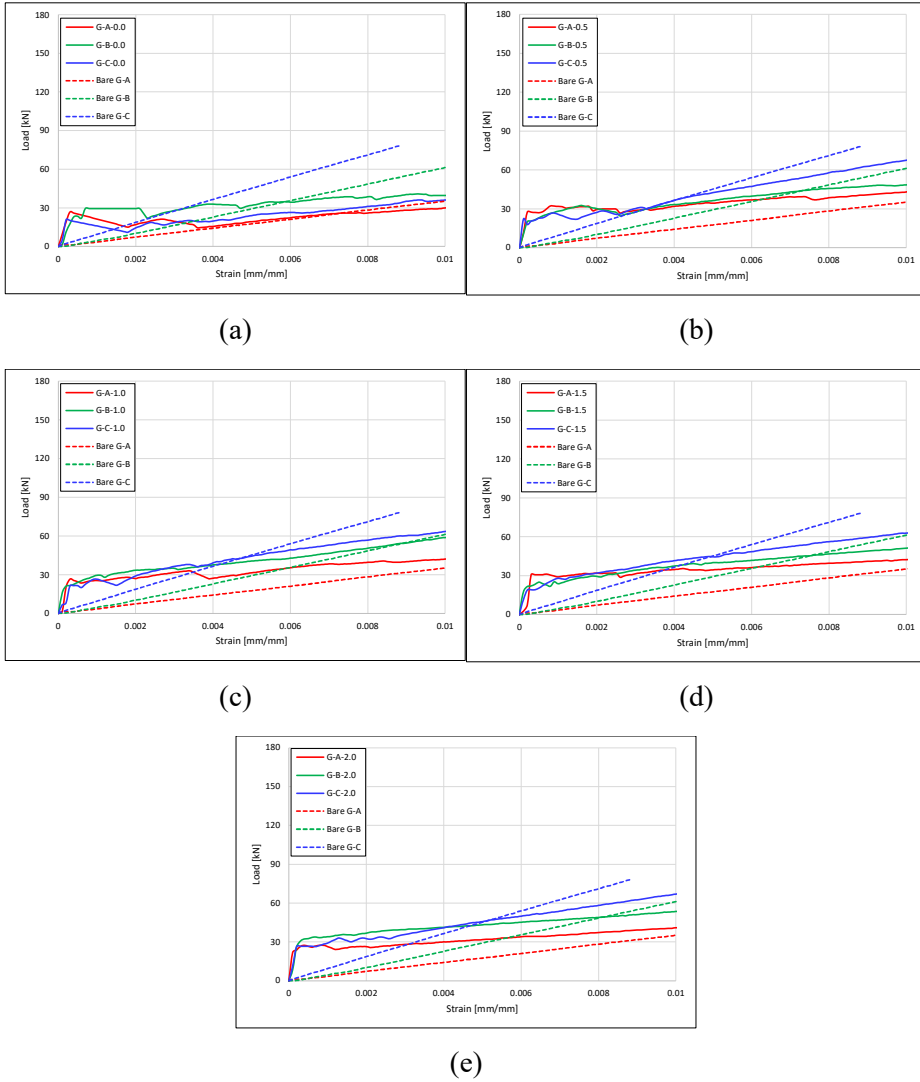 180
150
120
90
60
30
0
Load [kN]
G-A-0.0
G-B-0.0
G-C-0.0
Bare G-A
Bare G-B
Bare G-C
0 0.002 0.004 0.006 0.008 0.01
Strain [mm/mm]
(a)
180
150
120
90
60
30
0
Load [kN]
G-A-0.5
G-B-0.5
G-C-0.5
Bare G-A
Bare G-B
Bare G-C
0 0.002 0.004 0.006 0.008 0.01
Strain [mm/mm]
(b)
180
150
120
90
60
30
0
Load [kN]
G-A-1.0
G-B-1.0
G-C-1.0
Bare G-A
Bare G-B
Bare G-C
0 0.002 0.004 0.006 0.008 0.01
Strain [mm/mm]
(c)
180
150
120
90
60
30
0
Load [kN]
G-A-1.5
G-B-1.5
G-C-1.5
Bare G-A
Bare G-B
Bare G-C
0 0.002 0.004 0.006 0.008 0.01
Strain [mm/mm]
(d)
180
150
120
90
60
30
0
Load [kN]
G-A-2.0
G-B-2.0
G-C-2.0
Bare G-A
Bare G-B
Bare G-C
0 0.002 0.004 0.006 0.008 0.01
Strain [mm/mm]
(e)